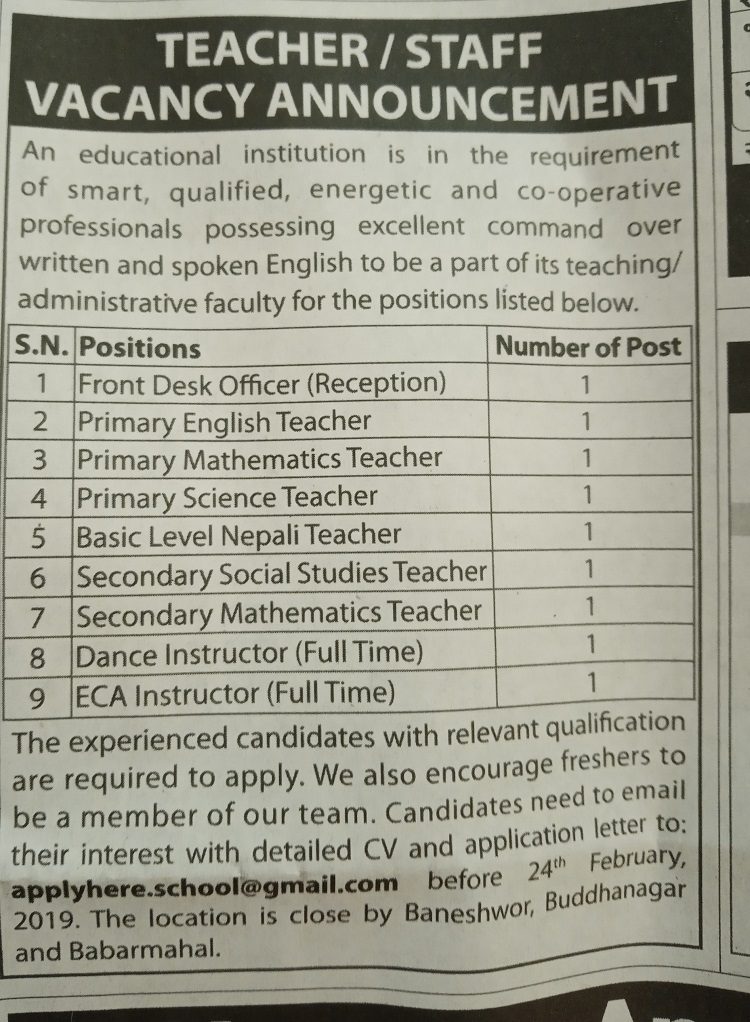 TEACHER / STAFF
VACANCY ANNOUNCEMENT
An educational institution is in the requirement
of smart, qualified, energetic and co-operative
professionals possessing excellent command over
written and spoken English to be a part of its teaching/
administrative faculty for the positions listed below.
S.N. Positions Number of Post
1 Front Desk Officer (Reception) 1
2 Primary English Teacher 1
3 Primary Mathematics Teacher 1
4 Primary Science Teacher 1
5 Basic Level Nepali Teacher 1
6 Secondary Social Studies Teacher 1
7 Secondary Mathematics Teacher 1
8 Dance Instructor (Full Time) 1
9 ECA Instructor (Full Time) 1
The experienced candidates with relevant qualification
are required to apply. We also encourage freshers to
be a member of our team. Candidates need to email
their interest with detailed CV and application letter to:
applyhere.school@gmail.com before 24th February,
2019. The location is close by Baneshwor, Buddhanagar
and Babarmahal.